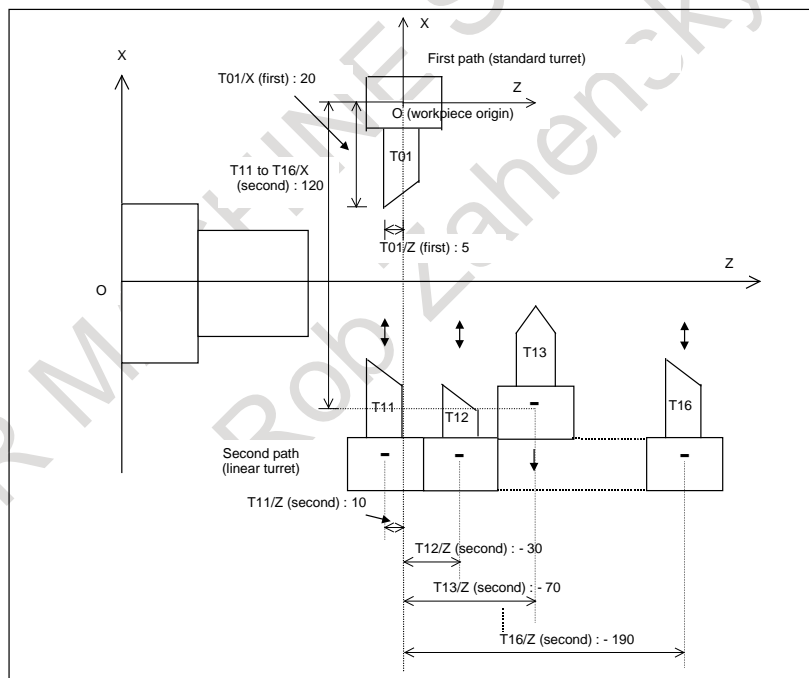 X
First path (standard turret)
X
T01/X (first) : 20
Z
O (workpiece origin)
T01
T11 to T16/X
(second) : 120
T01/Z (first) : 5
Z
O
T13
T11
T12
T16
Second path
(linear turret)
T11/Z (second) : 10
T12/Z (second) : - 30
T13/Z (second) : - 70
T16/Z (second) : - 190
Rob Zahensky